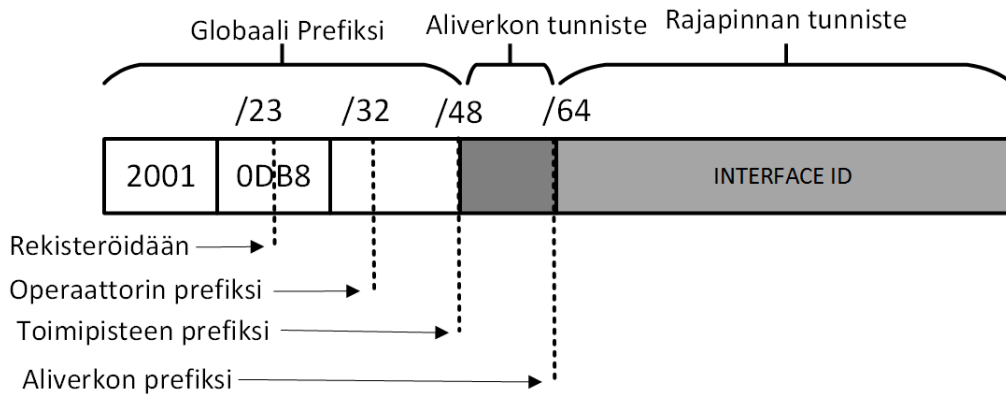 Globaali Prefiksi Aliverkon tunniste Rajapinnan tunniste
/23 /32 /48 /64
2001 0DB8 INTERFACE ID
Rekisteröidään
Operaattorin prefiksi
Toimipisteen prefiksi
Aliverkon prefiksi